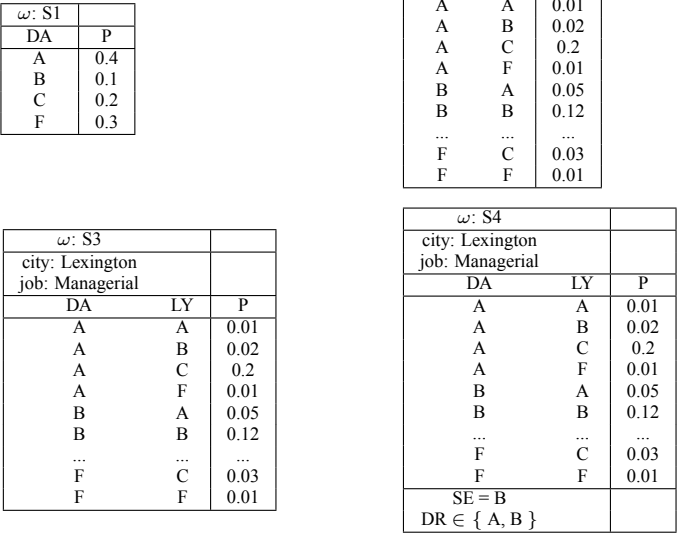 ω: S1
DA P
A 0.4
B 0.1
C 0.2
F 0.3
A A 0.01
A B 0.02
A C 0.2
A F 0.01
B A 0.05
B B 0.12
... ... ...
F C 0.03
F F 0.01
ω: S3
city: Lexington
job: Managerial
DA LY P
A A 0.01
A B 0.02
A C 0.2
A F 0.01
B A 0.05
B B 0.12
... ... ...
F C 0.03
F F 0.01
ω: S4
city: Lexington
job: Managerial
DA LY P
A A 0.01
A B 0.02
A C 0.2
A F 0.01
B A 0.05
B B 0.12
... ... ...
F C 0.03
F F 0.01
SE = B
DR ∈ { A, B }